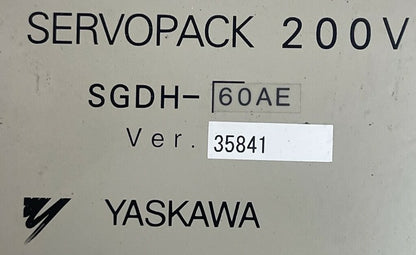 SERVOPACK 200V
SGDH-60AE
Ver. 35841
YASKAWA